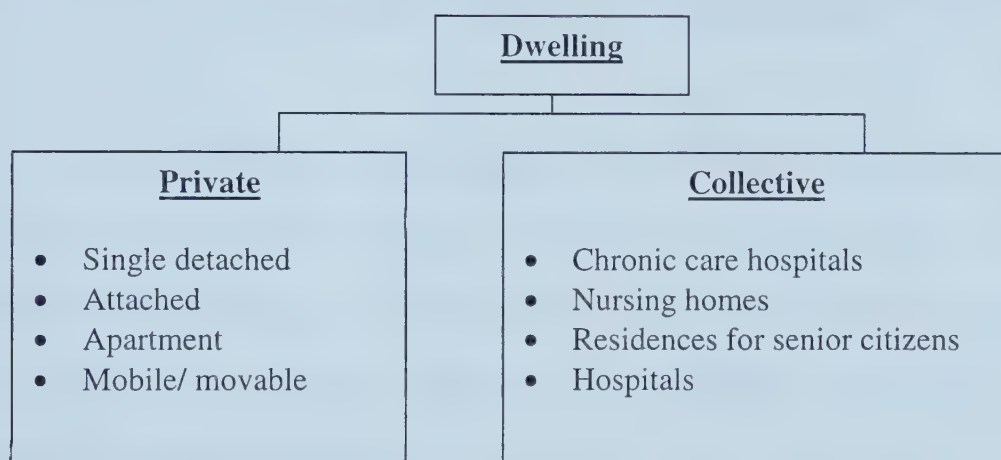 Dwelling
Private
• Single detached
• Attached
• Apartment
• Mobile/ movable
Collective
• Chronic care hospitals
• Nursing homes
• Residences for senior citizens
• Hospitals